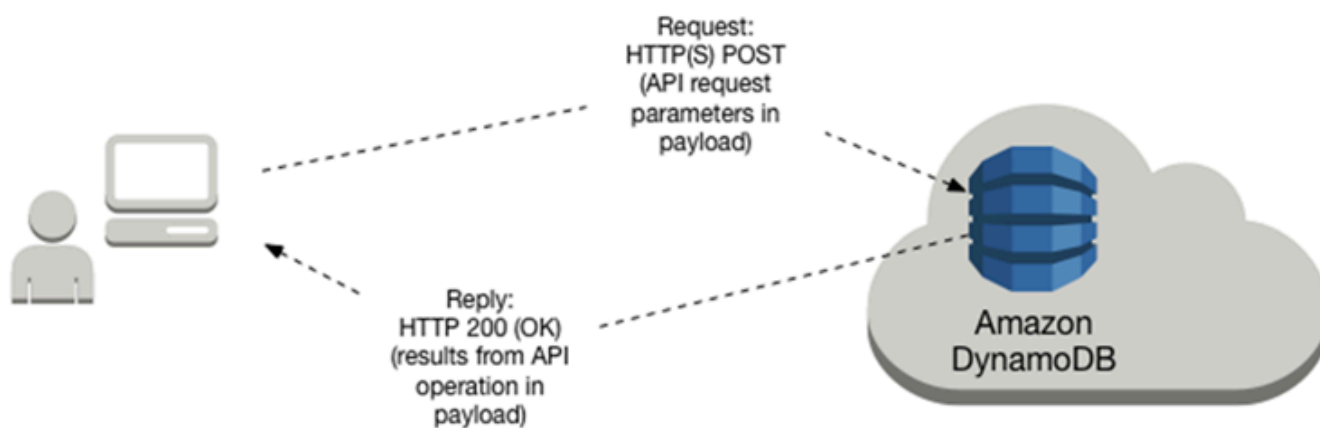 Request:
HTTP(S) POST
(API request
parameters in
payload)
Reply:
HTTP 200 (OK)
(results from API
operation in
payload)
Amazon
DynamoDB